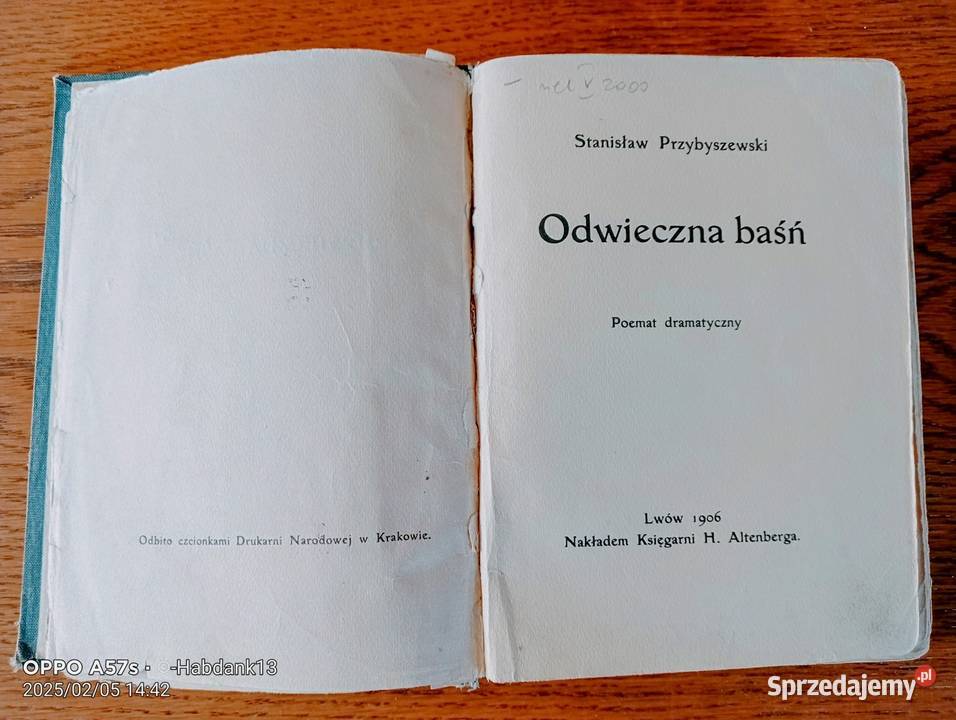 Odbito czcionkami Drukarni Narodowej w Krakowie.
2000
Stanisław Przybyszewski
Odwieczna baśń
Poemat dramatyczny
Lwów 1906
Nakładem Księgarni H. Altenberga.
OPPO A57s · -Habdank13
2025/02/05 14:42
Sprzedajemy.pl